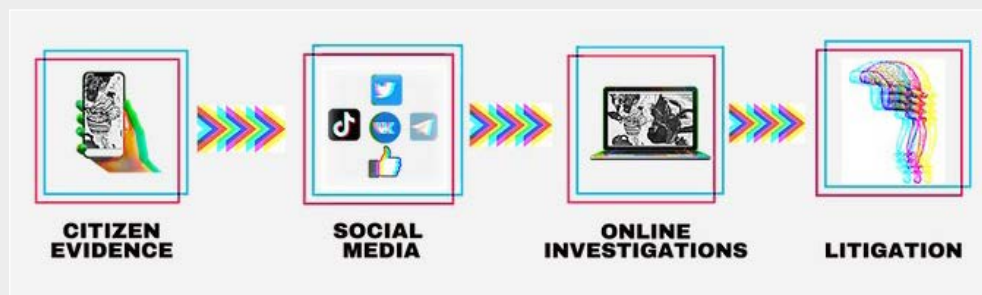 CITIZEN
EVIDENCE
SOCIAL
MEDIA
ONLINE
INVESTIGATIONS
LITIGATION